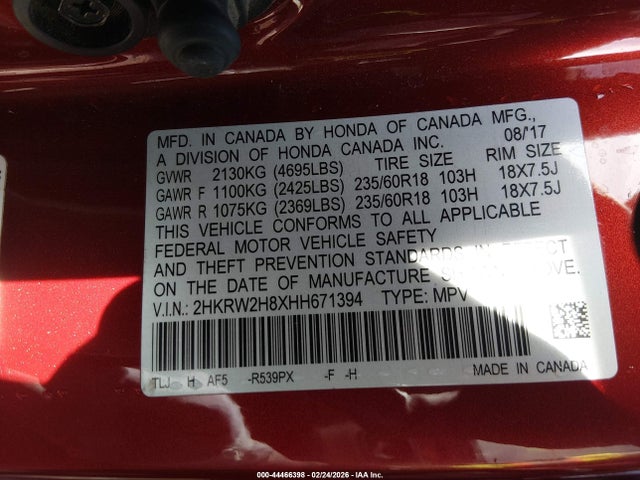 MFD. IN CANADA BY HONDA OF CANADA MFG.,
A DIVISION OF HONDA CANADA INC. 08/'17
GVWR 2130KG (4695LBS) TIRE SIZE RIM SIZE
GAWR F 1100KG (2425LBS) 235/60R18 103H 18X7.5J
GAWR R 1075KG (2369LBS) 235/60R18 103H 18X7.5J
THIS VEHICLE CONFORMS TO ALL APPLICABLE
FEDERAL MOTOR VEHICLE SAFETY
AND THEFT PREVENTION STANDARDS IN EFFECT
ON THE DATE OF MANUFACTURE SHOWN ABOVE.
V.I.N.: 2HKRW2H8XHH671394 TYPE: MPV
TLJ H AF5 -R539PX -F -H MADE IN CANADA
000-44466398 - 02/24/2026 - IAA Inc.